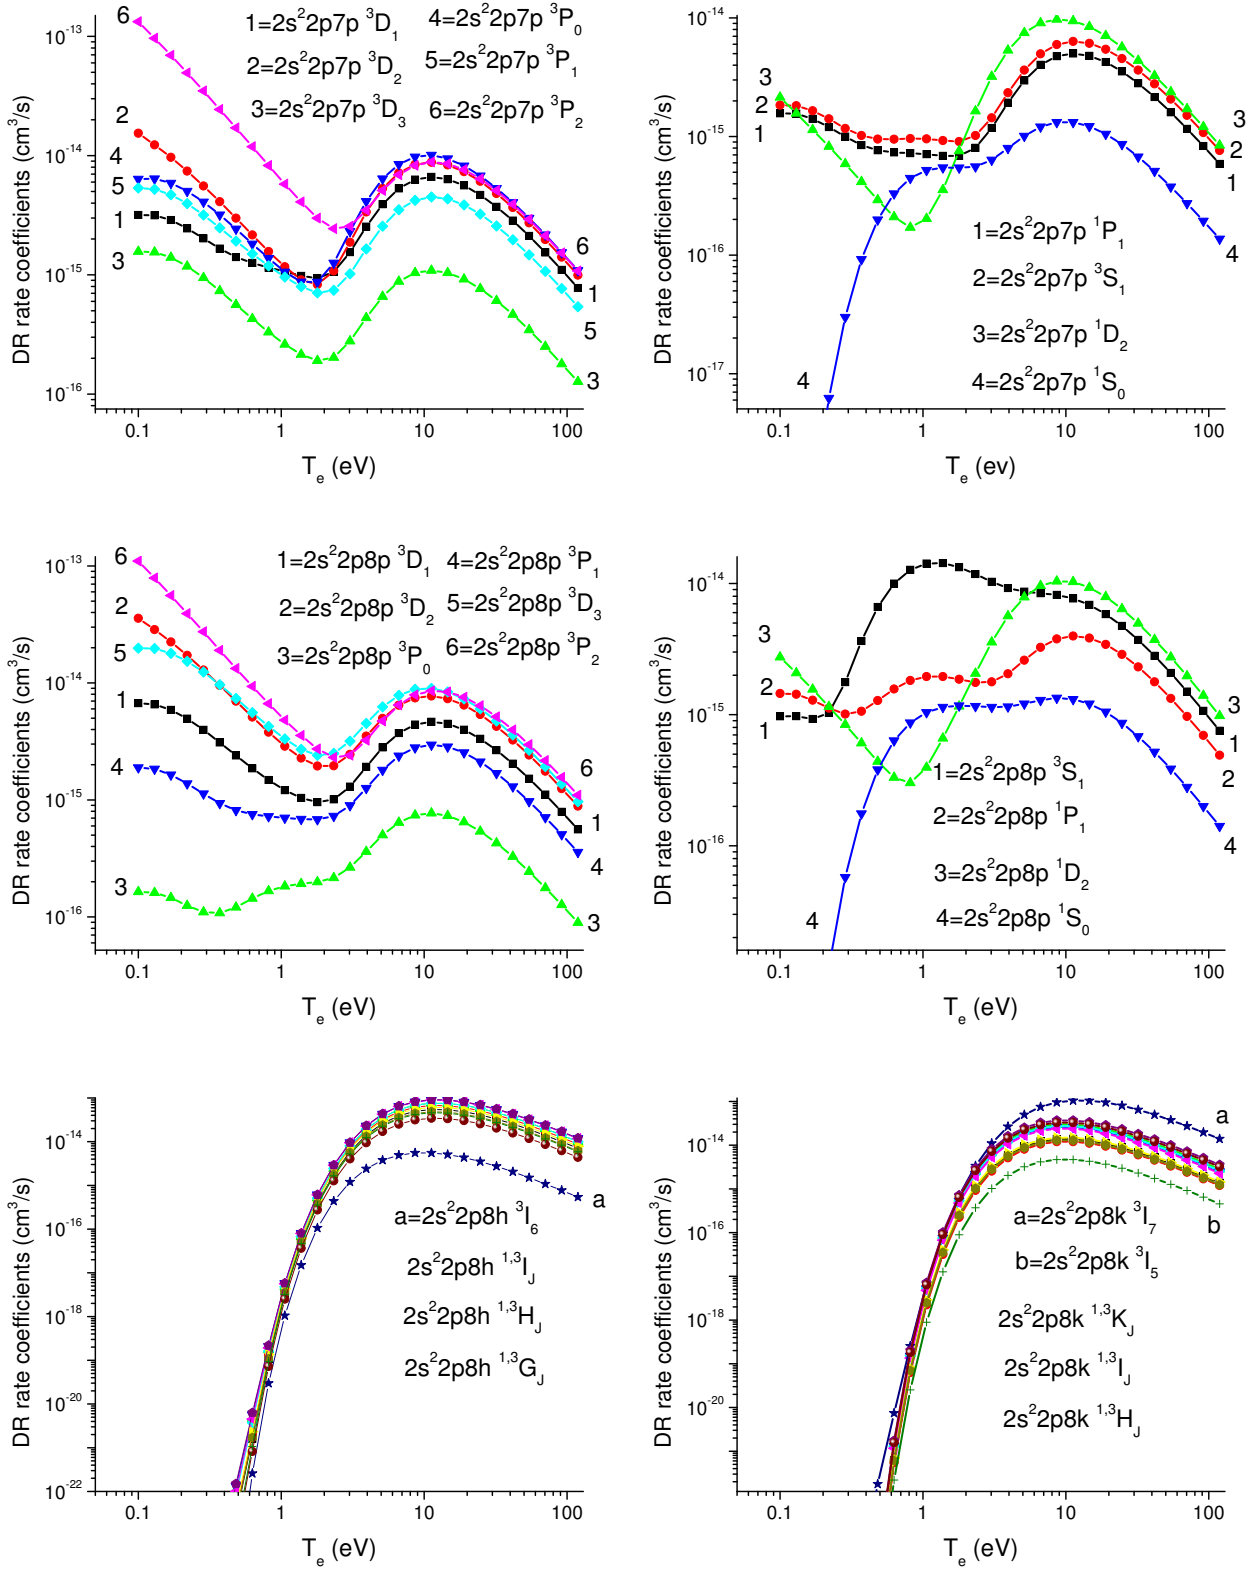 DR rate coefficients (cm³/s)
10⁻¹³
10⁻¹⁴
10⁻¹⁵
10⁻¹⁶
6
2
4
5
1
3
1=2s²2p7p ³D₁
4=2s²2p7p ³P₀
2=2s²2p7p ³D₂
5=2s²2p7p ³P₁
3=2s²2p7p ³D₃
6=2s²2p7p ³P₂
6
1
5
3
0.1 1 10 100
Tₑ (eV)
DR rate coefficients (cm³/s)
10⁻¹⁴
10⁻¹⁵
10⁻¹⁶
10⁻¹⁷
3
2
1
4
3
2
1
4
1=2s²2p7p ¹P₁
2=2s²2p7p ³S₁
3=2s²2p7p ¹D₂
4=2s²2p7p ¹S₀
0.1 1 10 100
Tₑ (ev)
DR rate coefficients (cm³/s)
10⁻¹³
10⁻¹⁴
10⁻¹⁵
10⁻¹⁶
6
2
5
1
4
3
1=2s²2p8p ³D₁
4=2s²2p8p ³P₁
2=2s²2p8p ³D₂
5=2s²2p8p ³D₃
3=2s²2p8p ³P₀
6=2s²2p8p ³P₂
6
1
4
3
0.1 1 10 100
Tₑ (eV)
DR rate coefficients (cm³/s)
10⁻¹⁴
10⁻¹⁵
10⁻¹⁶
3
2
1
4
3
1
2
4
1=2s²2p8p ³S₁
2=2s²2p8p ¹P₁
3=2s²2p8p ¹D₂
4=2s²2p8p ¹S₀
0.1 1 10 100
Tₑ (eV)
DR rate coefficients (cm³/s)
10⁻¹⁴
10⁻¹⁶
10⁻¹⁸
10⁻²⁰
10⁻²²
a
a=2s²2p8h ³I₆
2s²2p8h ¹,³I_J
2s²2p8h ¹,³H_J
2s²2p8h ¹,³G_J
0.1 1 10 100
Tₑ (eV)
DR rate coefficients (cm³/s)
10⁻¹⁴
10⁻¹⁶
10⁻¹⁸
10⁻²⁰
a
b
a=2s²2p8k ³I₇
b=2s²2p8k ³I₅
2s²2p8k ¹,³K_J
2s²2p8k ¹,³I_J
2s²2p8k ¹,³H_J
0.1 1 10 100
Tₑ (eV)